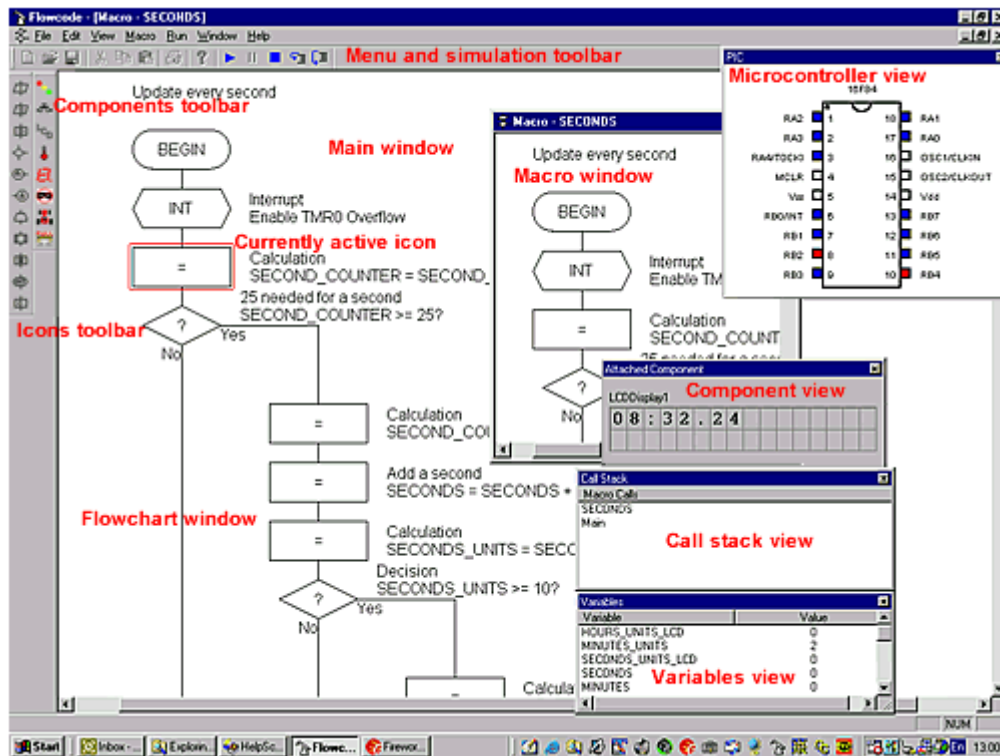 Flowcode - [Macro - SECONDS]
File Edit View Macro Run Window Help
Menu and simulation toolbar
Components toolbar
Icons toolbar
Update every second
Main window
BEGIN
INT
Interrupt
Enable TMR0 Overflow
Currently active icon
=
Calculation
SECOND_COUNTER = SECOND_
25 needed for a second
SECOND_COUNTER >= 25?
?
Yes
No
=
Calculation
SECOND_COU
=
Add a second
SECONDS = SECONDS +
Flowchart window
=
Calculation
SECONDS_UNITS = SECO
Decision
SECONDS_UNITS >= 10?
?
Yes
No
=
Calcula
Macro - SECONDS
Update every second
Macro window
BEGIN
INT
Interrupt
Enable TM
=
Calculation
SECOND_COUNT
25 needed for a sec
?
No
PIC
Microcontroller view
16F84
RA2 1 18 RA1
RA3 2 17 RA0
RA4/TOCKI 3 16 OSC1/CLKIN
MCLR 4 15 OSC2/CLKOUT
Vss 5 14 Vdd
RB0/INT 6 13 RB7
RB1 7 12 RB6
RB2 8 11 RB5
RB3 9 10 RB4
Attached Component
Component view
LCDDisplay1
08:32.24
Call Stack
Macro Calls
SECONDS
Main
Call stack view
Variables
Variable Value
HOURS_UNITS_LCD 0
MINUTES_UNITS 2
SECONDS_UNITS_LCD 0
SECONDS 0
MINUTES 0
Variables view
NUM
Start Inbox - ... Explorin... HelpSc... Flowc... Firewor...